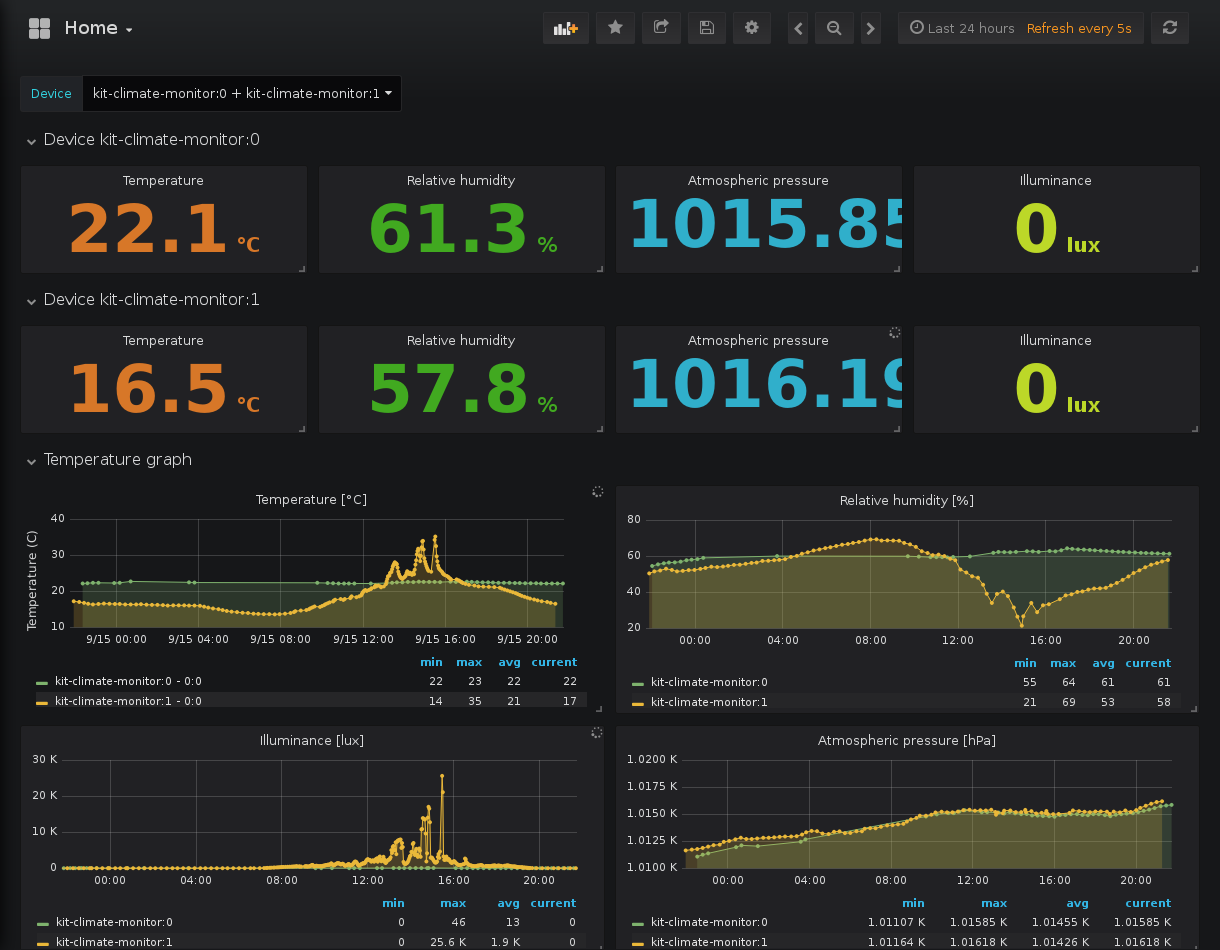 Home
Last 24 hours Refresh every 5s
Device kit-climate-monitor:0 + kit-climate-monitor:1
Device kit-climate-monitor:0
Temperature Relative humidity Atmospheric pressure Illuminance
22.1 °C 61.3 % 1015.85 0 lux
Device kit-climate-monitor:1
Temperature Relative humidity Atmospheric pressure Illuminance
16.5 °C 57.8 % 1016.19 0 lux
Temperature graph
Temperature [°C]
Temperature (C)
40
30
20
10
9/15 00:00 9/15 04:00 9/15 08:00 9/15 12:00 9/15 16:00 9/15 20:00
min max avg current
kit-climate-monitor:0 - 0:0 22 23 22 22
kit-climate-monitor:1 - 0:0 14 35 21 17
Relative humidity [%]
80
60
40
20
00:00 04:00 08:00 12:00 16:00 20:00
min max avg current
kit-climate-monitor:0 55 64 61 61
kit-climate-monitor:1 21 69 53 58
Illuminance [lux]
30 K
20 K
10 K
0
00:00 04:00 08:00 12:00 16:00 20:00
min max avg current
kit-climate-monitor:0 0 46 13 0
kit-climate-monitor:1 0 25.6 K 1.9 K 0
Atmospheric pressure [hPa]
1.0200 K
1.0175 K
1.0150 K
1.0125 K
1.0100 K
00:00 04:00 08:00 12:00 16:00 20:00
min max avg current
kit-climate-monitor:0 1.01107 K 1.01585 K 1.01455 K 1.01585 K
kit-climate-monitor:1 1.01164 K 1.01618 K 1.01426 K 1.01618 K